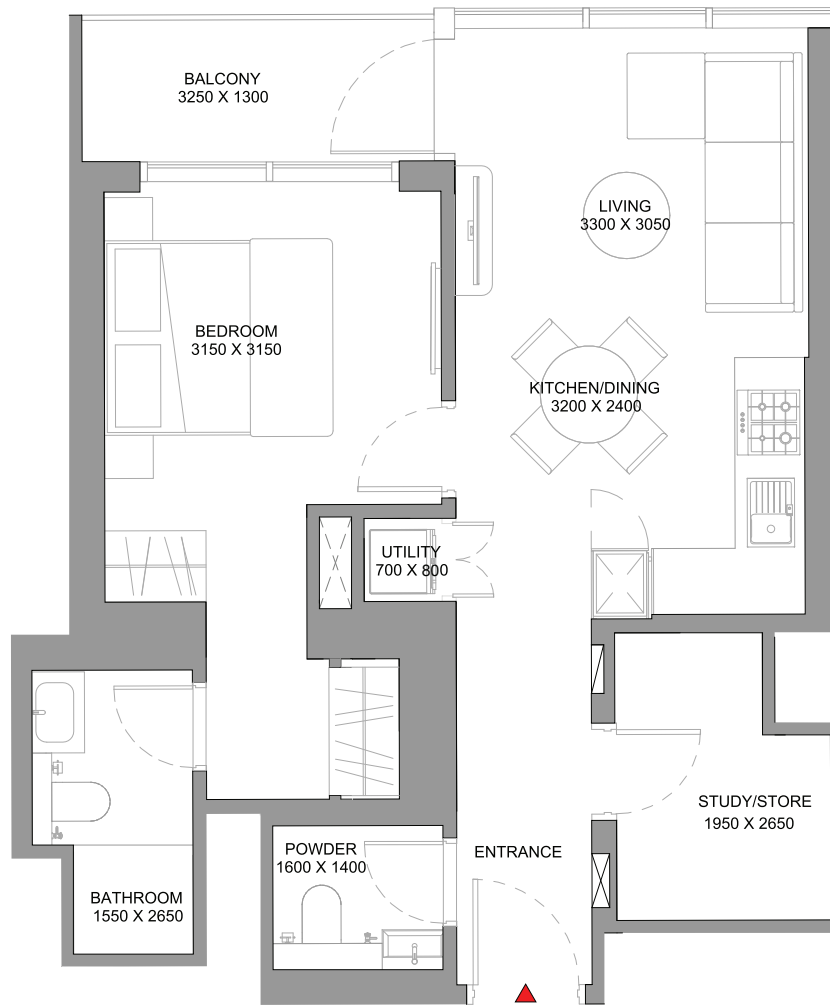 BALCONY
3250 X 1300
LIVING
3300 X 3050
BEDROOM
3150 X 3150
KITCHEN/DINING
3200 X 2400
UTILITY
700 X 800
STUDY/STORE
1950 X 2650
POWDER
1600 X 1400
ENTRANCE
BATHROOM
1550 X 2650